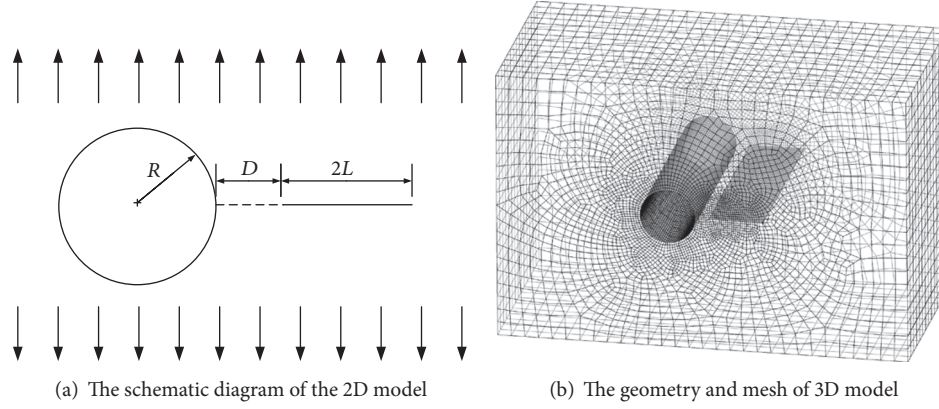 R
D
2L
(a) The schematic diagram of the 2D model
(b) The geometry and mesh of 3D model